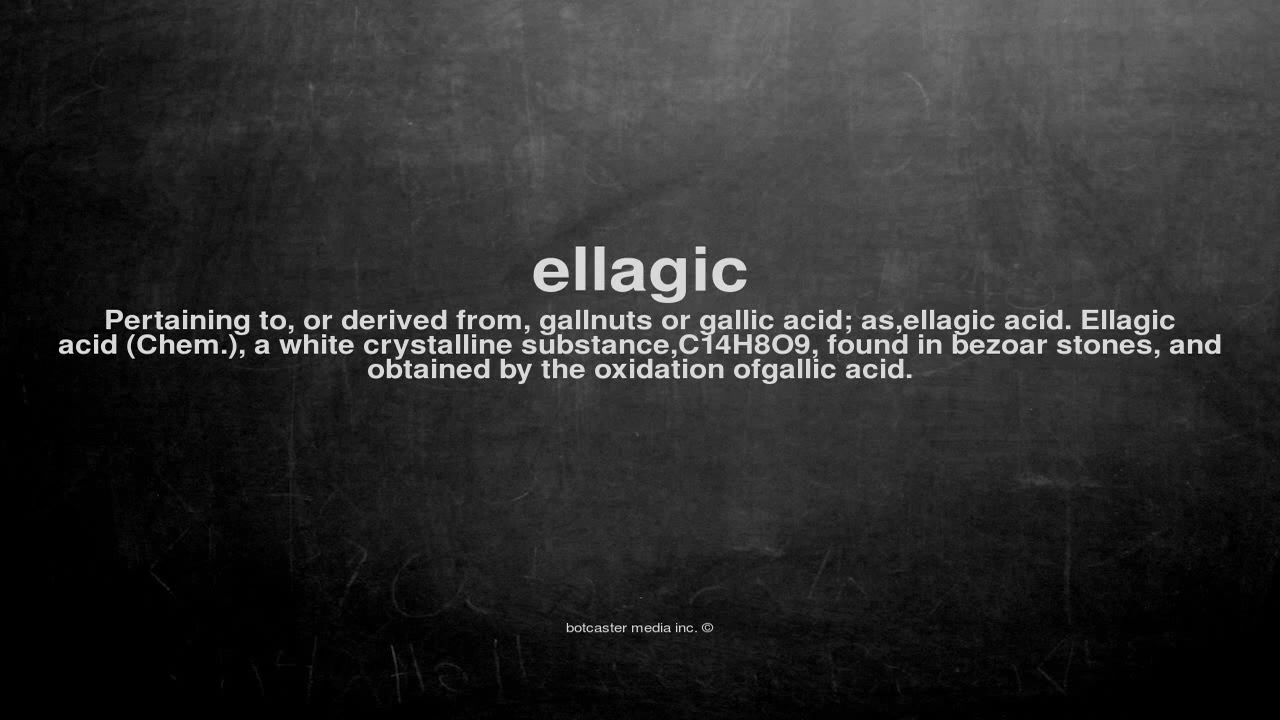 ellagic
Pertaining to, or derived from, gallnuts or gallic acid; as,ellagic acid. Ellagic
acid (Chem.), a white crystalline substance,C14H8O9, found in bezoar stones, and
obtained by the oxidation ofgallic acid.
botcaster media inc. ©